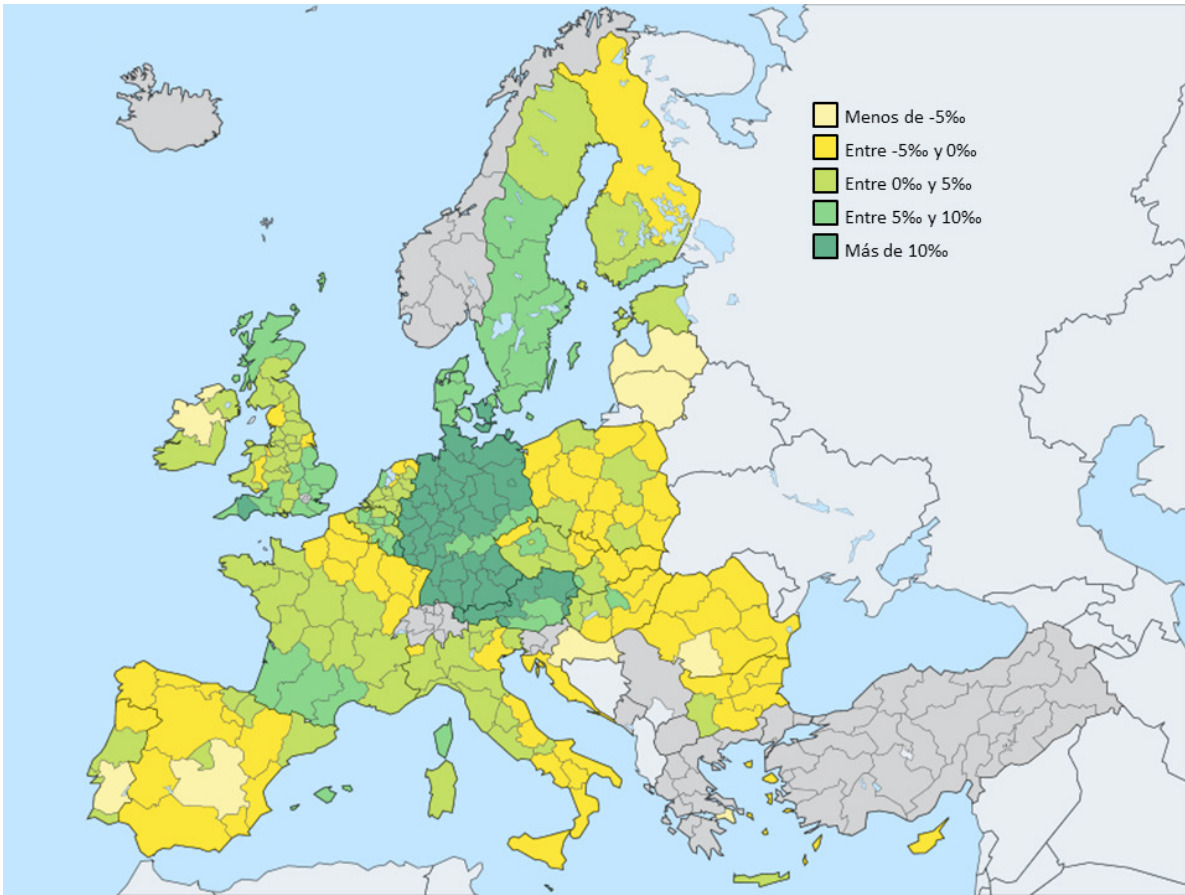 Menos de -5‰
Entre -5‰ y 0‰
Entre 0‰ y 5‰
Entre 5‰ y 10‰
Más de 10‰